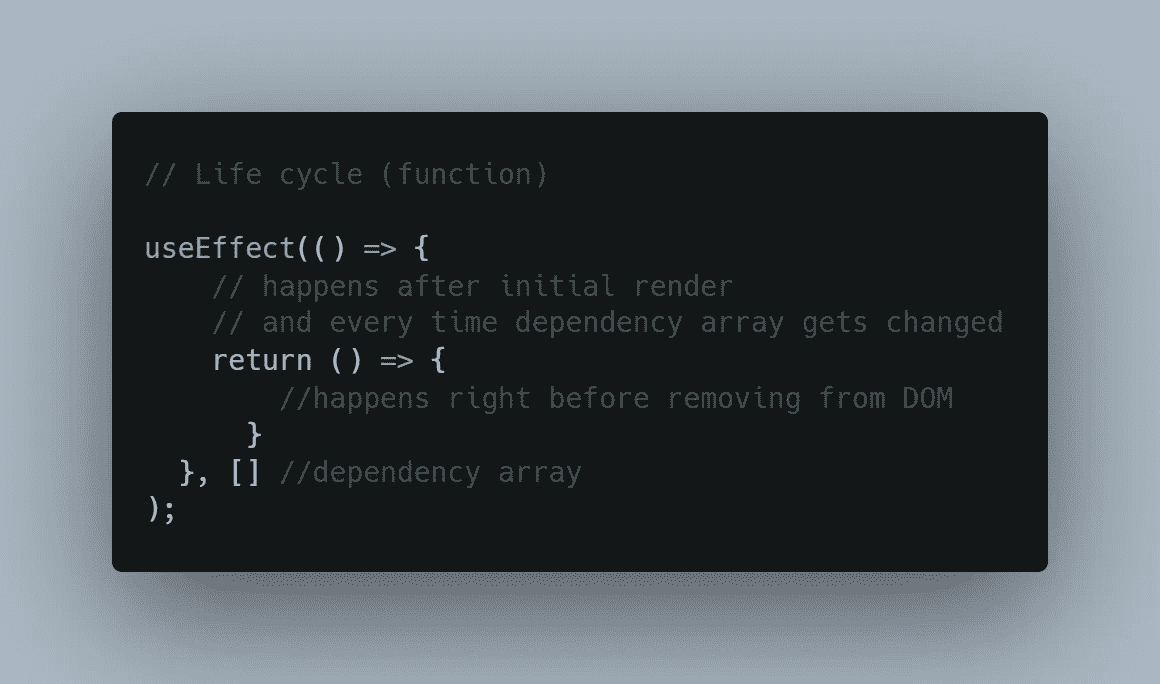 // Life cycle (function)
useEffect(() => {
// happens after initial render
// and every time dependency array gets changed
return () => {
//happens right before removing from DOM
}
}, [] //dependency array
);